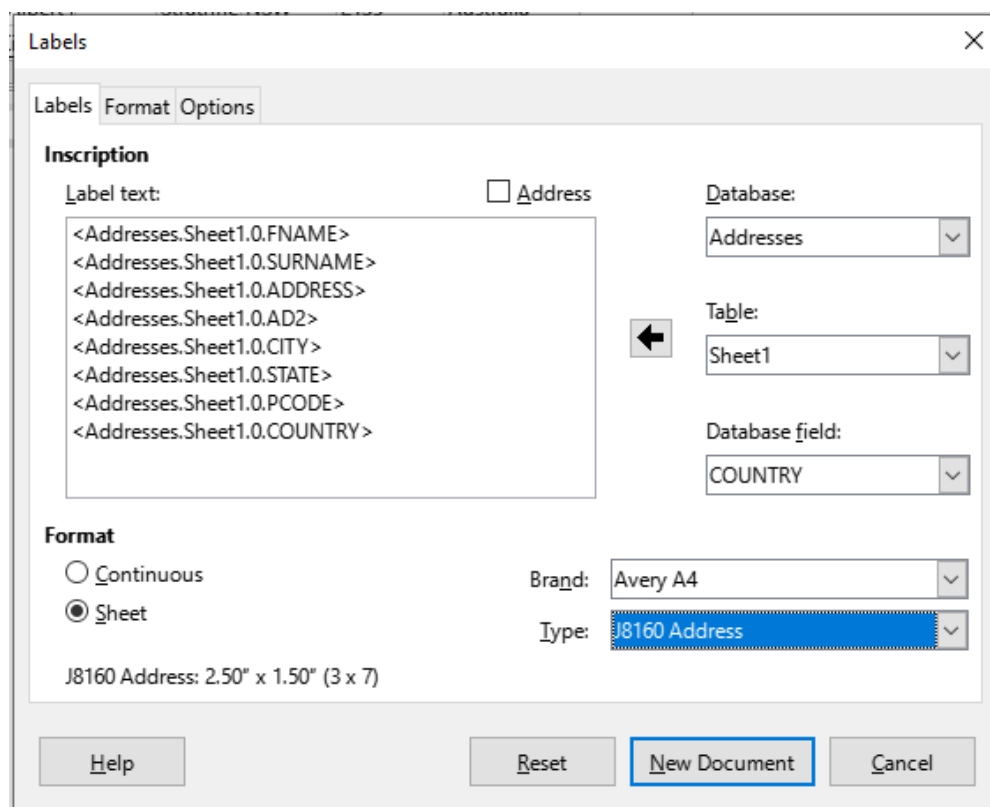 Labels
Labels Format Options
Inscription
Label text:
Address
Database:
<Addresses.Sheet1.0.FNAME>
<Addresses.Sheet1.0.SURNAME>
<Addresses.Sheet1.0.ADDRESS>
<Addresses.Sheet1.0.AD2>
<Addresses.Sheet1.0.CITY>
<Addresses.Sheet1.0.STATE>
<Addresses.Sheet1.0.PCODE>
<Addresses.Sheet1.0.COUNTRY>
Addresses
Table:
Sheet1
Database field:
COUNTRY
Format
Continuous
Sheet
Brand: Avery A4
Type: J8160 Address
J8160 Address: 2.50" x 1.50" (3 x 7)
Help Reset New Document Cancel